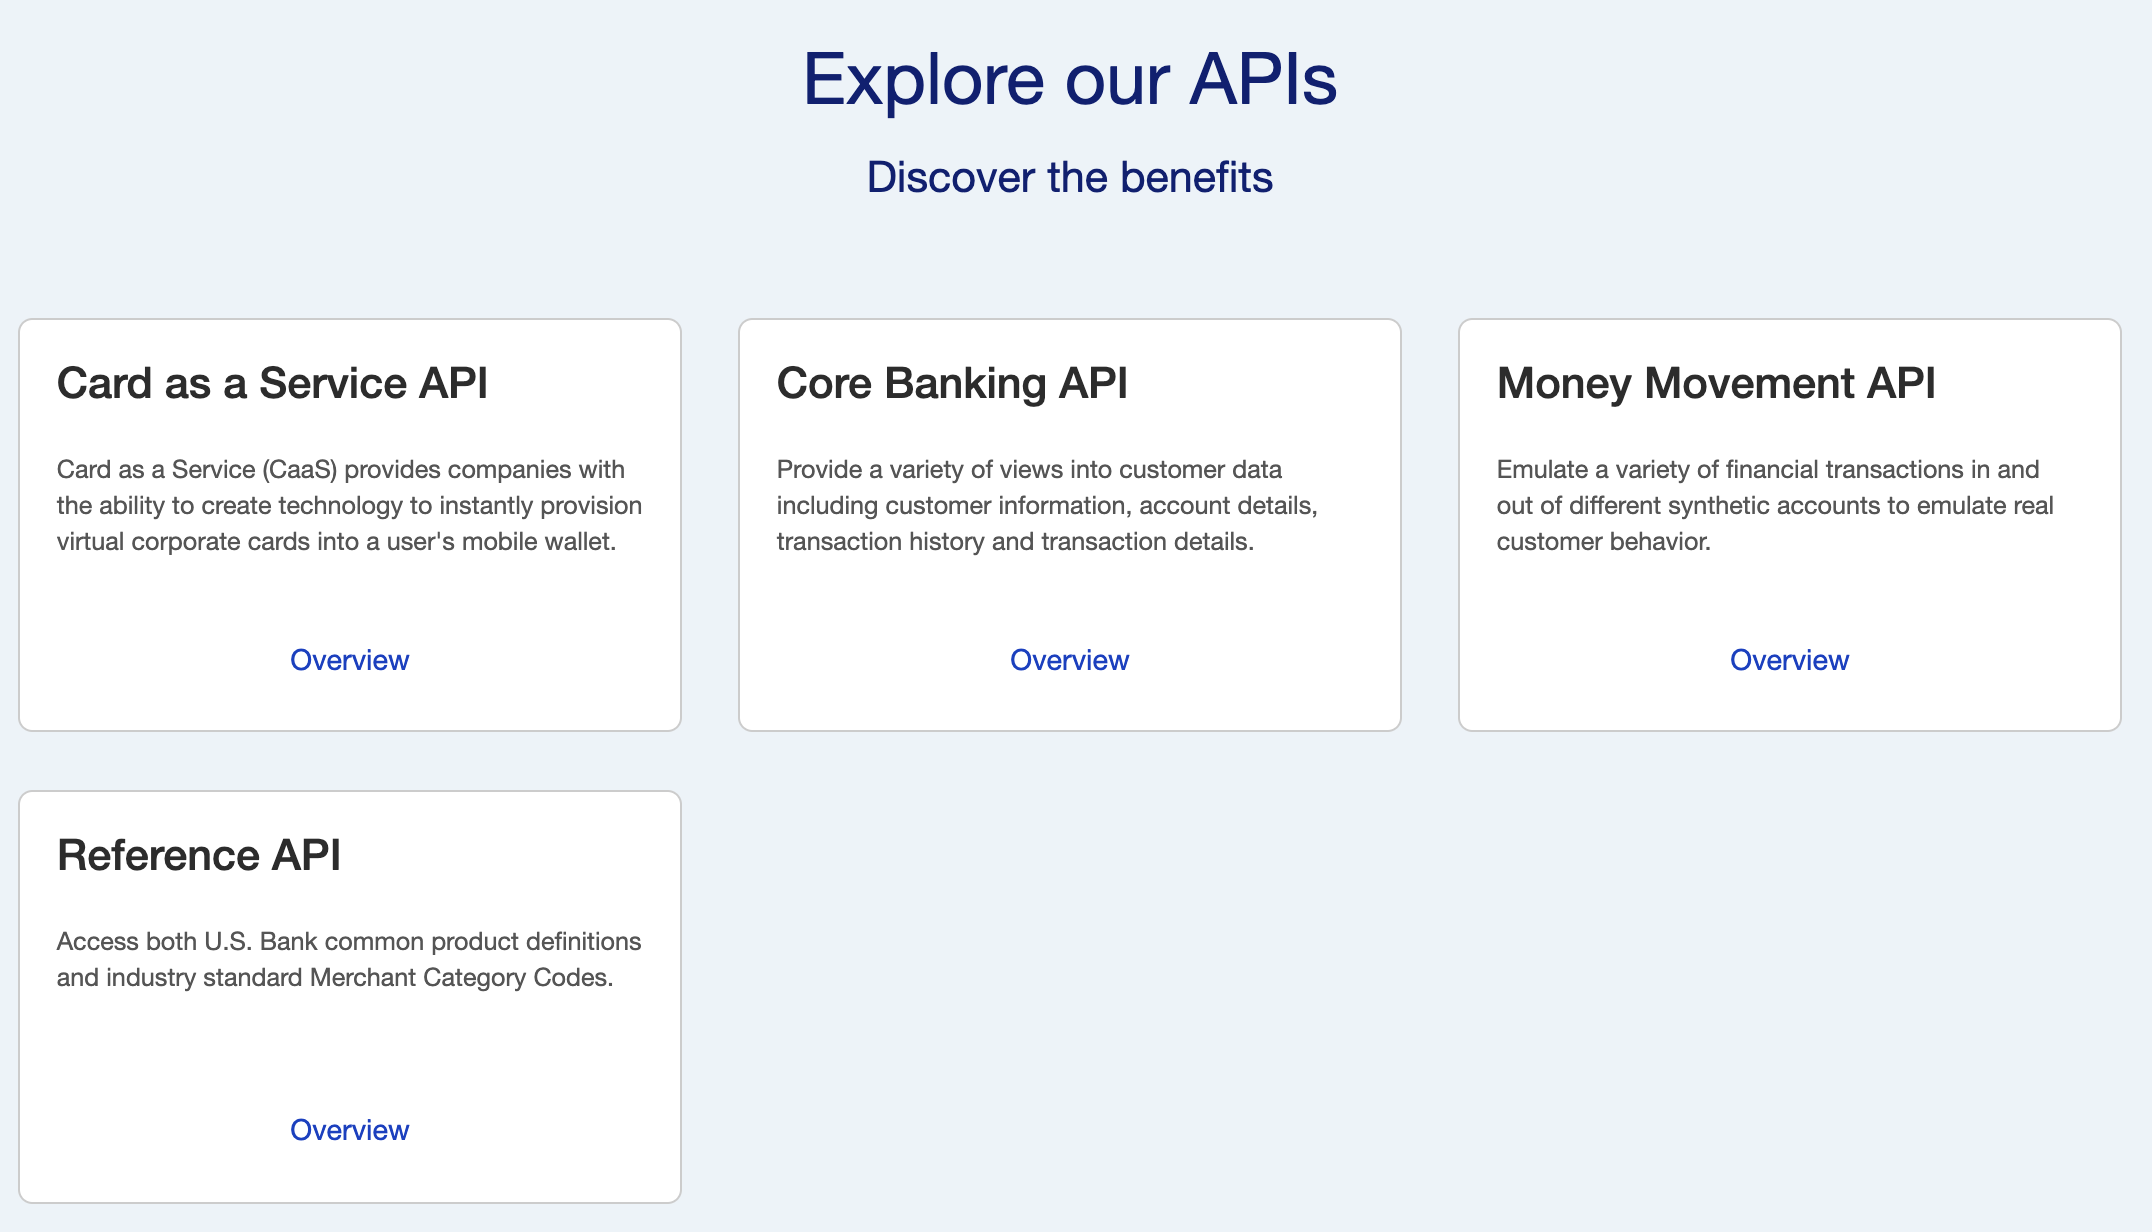 Explore our APIs
Discover the benefits
Card as a Service API
Card as a Service (CaaS) provides companies with
the ability to create technology to instantly provision
virtual corporate cards into a user's mobile wallet.
Overview
Core Banking API
Provide a variety of views into customer data
including customer information, account details,
transaction history and transaction details.
Overview
Money Movement API
Emulate a variety of financial transactions in and
out of different synthetic accounts to emulate real
customer behavior.
Overview
Reference API
Access both U.S. Bank common product definitions
and industry standard Merchant Category Codes.
Overview